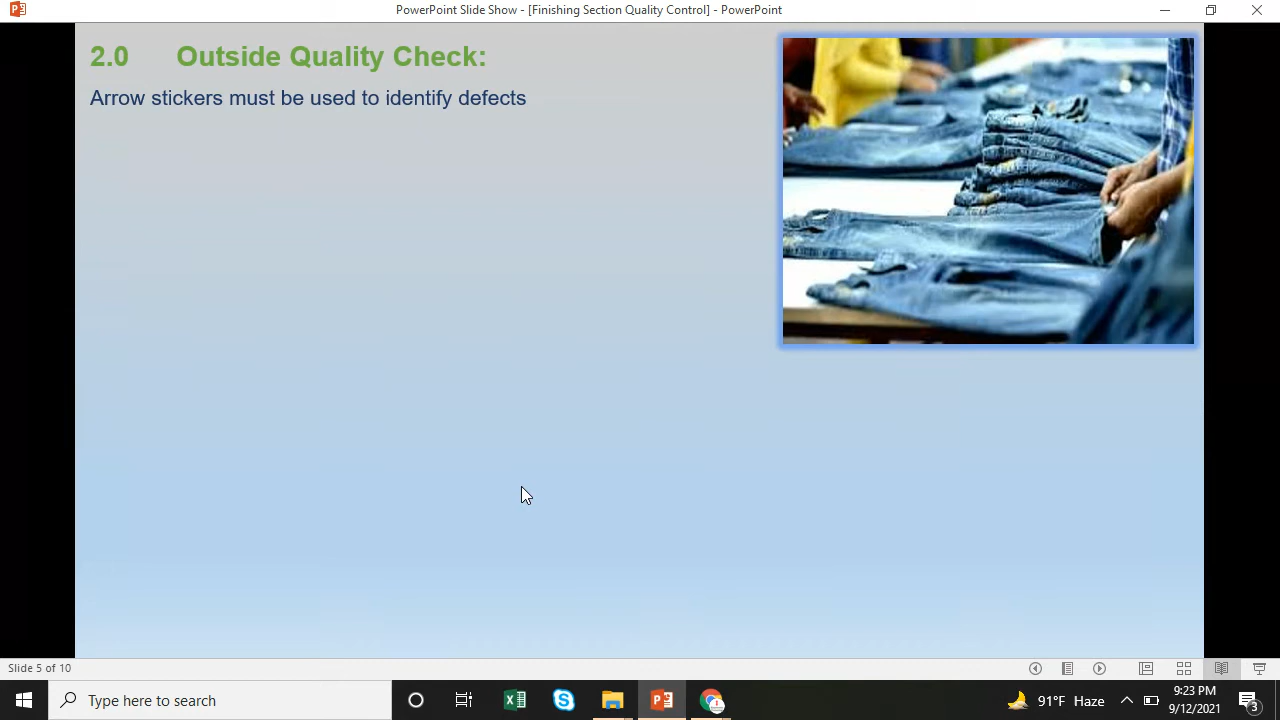 PowerPoint Slide Show - [Finishing Section Quality Control] - PowerPoint
2.0 Outside Quality Check:
Arrow stickers must be used to identify defects
Slide 5 of 10
Type here to search
91°F Haze
9:23 PM
9/12/2021
3